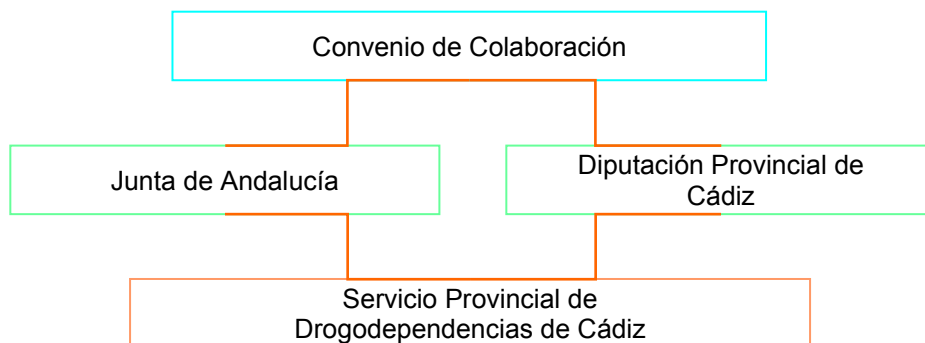 Convenio de Colaboración
Junta de Andalucía
Diputación Provincial de
Cádiz
Servicio Provincial de
Drogodependencias de Cádiz